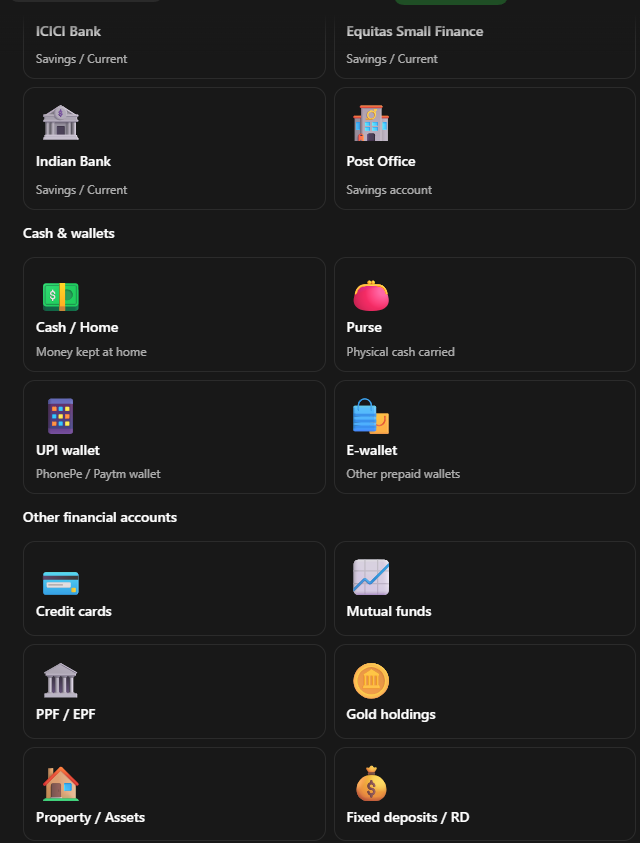 ICICI Bank
Equitas Small Finance
Savings / Current
Savings / Current
Indian Bank
Post Office
Savings / Current
Savings account
Cash & wallets
Cash / Home
Purse
Money kept at home
Physical cash carried
UPI wallet
E-wallet
PhonePe / Paytm wallet
Other prepaid wallets
Other financial accounts
Credit cards
Mutual funds
PPF / EPF
Gold holdings
Property / Assets
Fixed deposits / RD